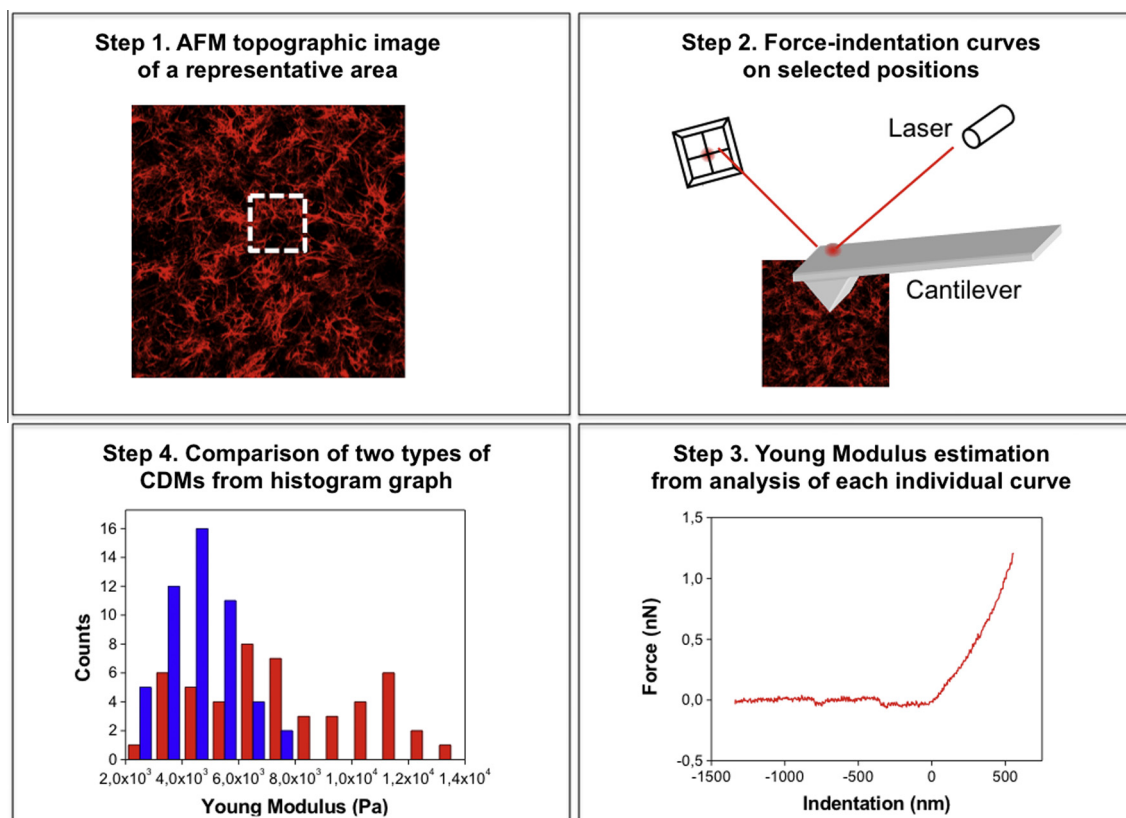 Step 1. AFM topographic image
of a representative area
Step 2. Force-indentation curves
on selected positions
Laser
Cantilever
Step 4. Comparison of two types of
CDMs from histogram graph
Counts
16
14
12
10
8
6
4
2
0
2,0x10³ 4,0x10³ 6,0x10³ 8,0x10³ 1,0x10⁴ 1,2x10⁴ 1,4x10⁴
Young Modulus (Pa)
Step 3. Young Modulus estimation
from analysis of each individual curve
Force (nN)
1,5
1,0
0,5
0,0
-0,5
-1500 -1000 -500 0 500
Indentation (nm)